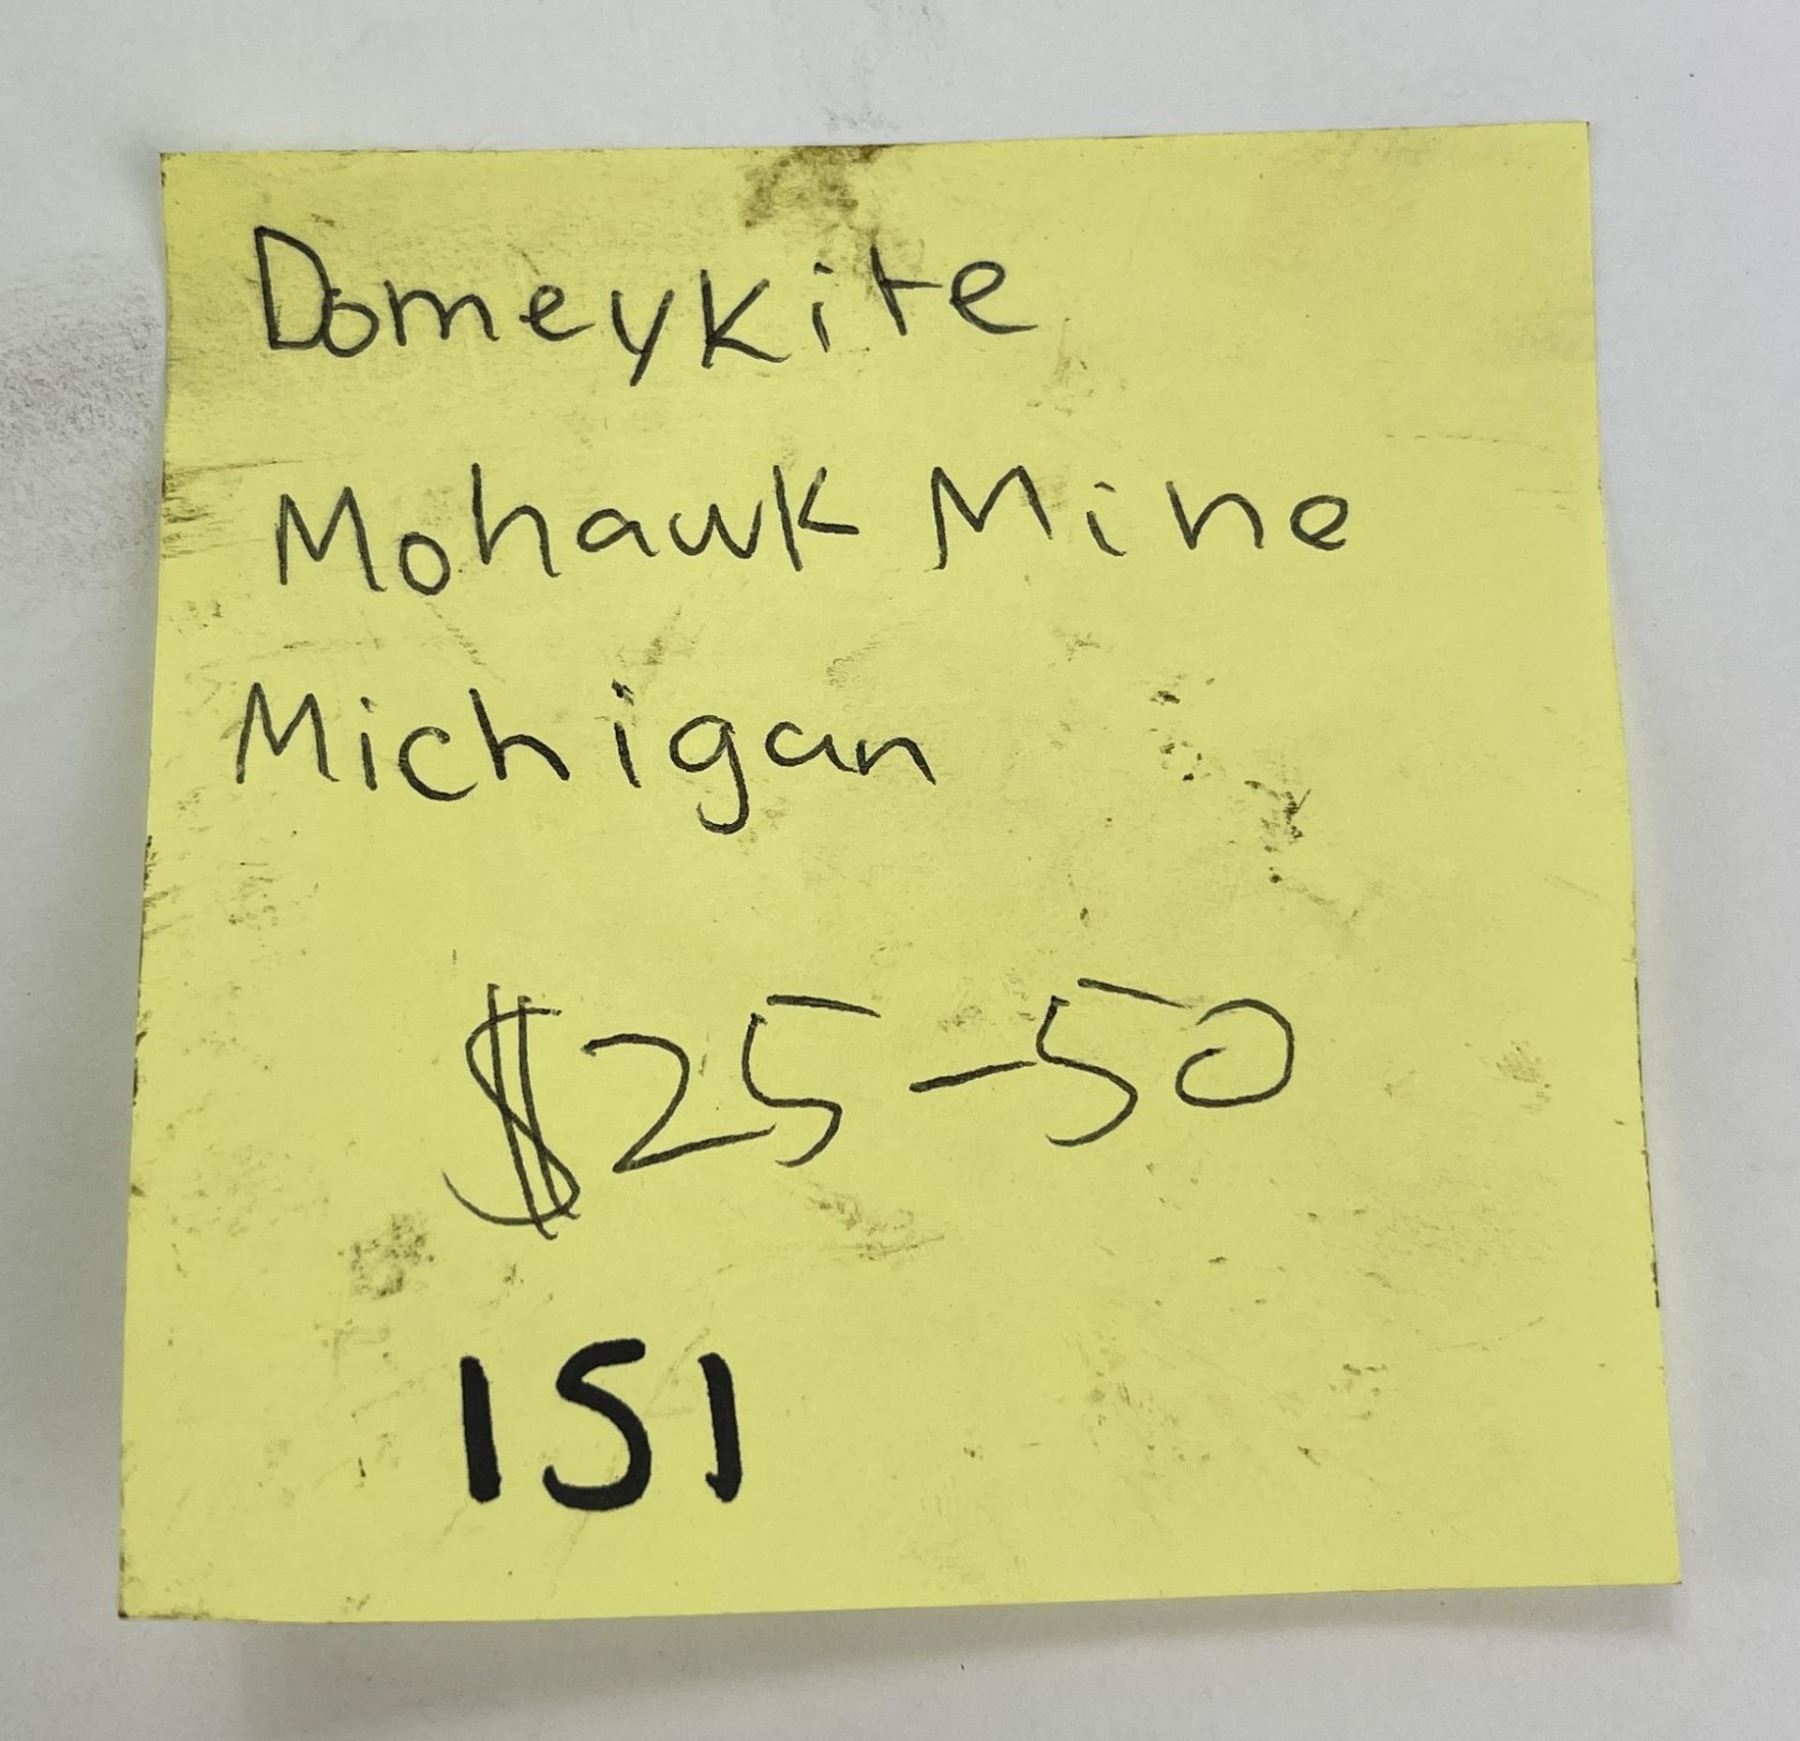 Domeykite
Mohawk Mine
Michigan
$25-50
151